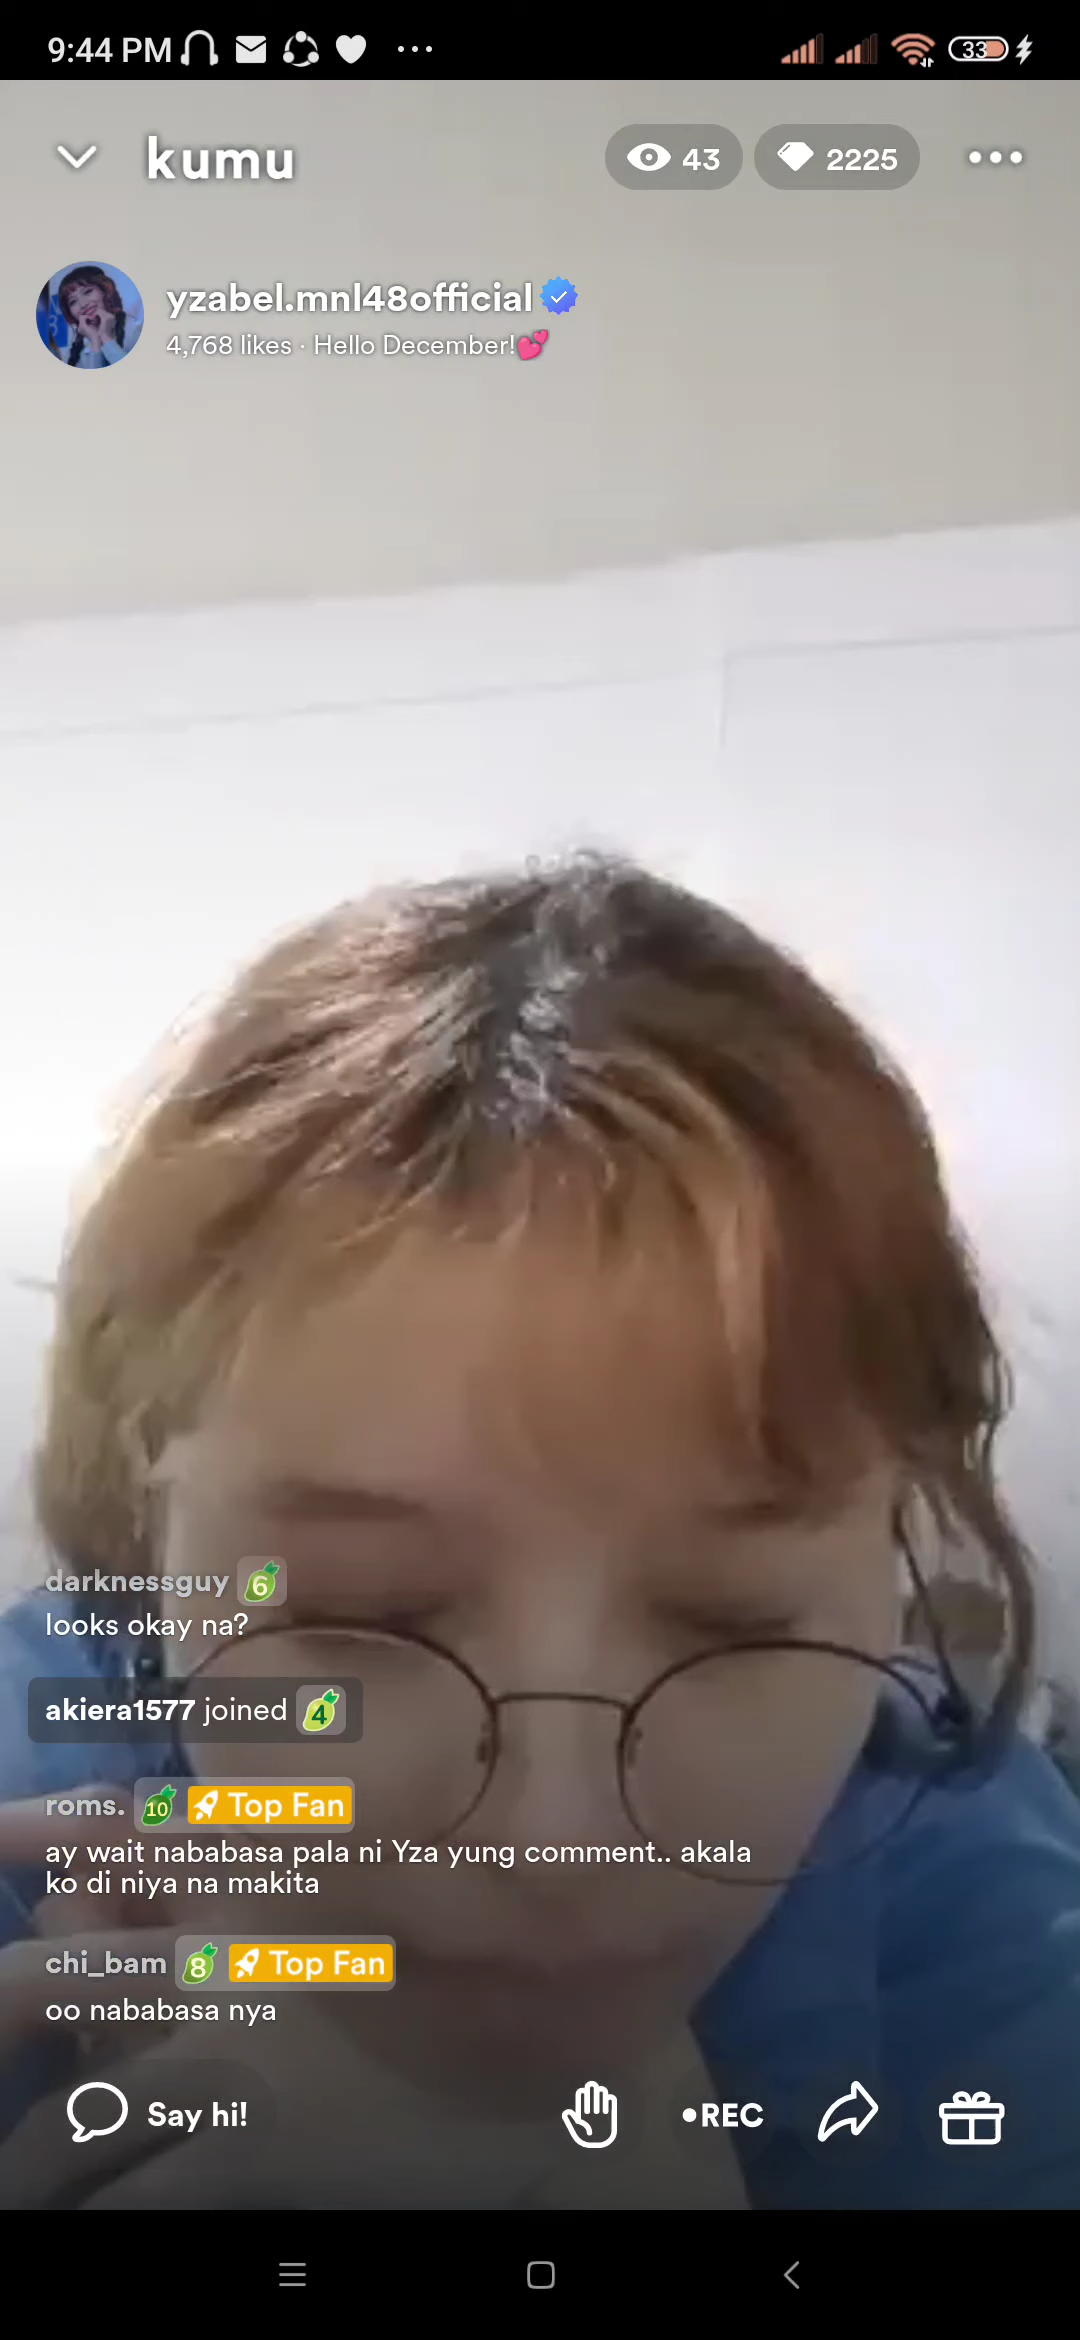 9:44 PM
33
kumu
43
2225
yzabel.mnl48official
4,768 likes · Hello December!💕
darknessguy 6
looks okay na?
akiera1577 joined 4
roms. 10 Top Fan
ay wait nababasa pala ni Yza yung comment.. akala
ko di niya na makita
chi_bam 8 Top Fan
oo nababasa nya
Say hi!
•REC